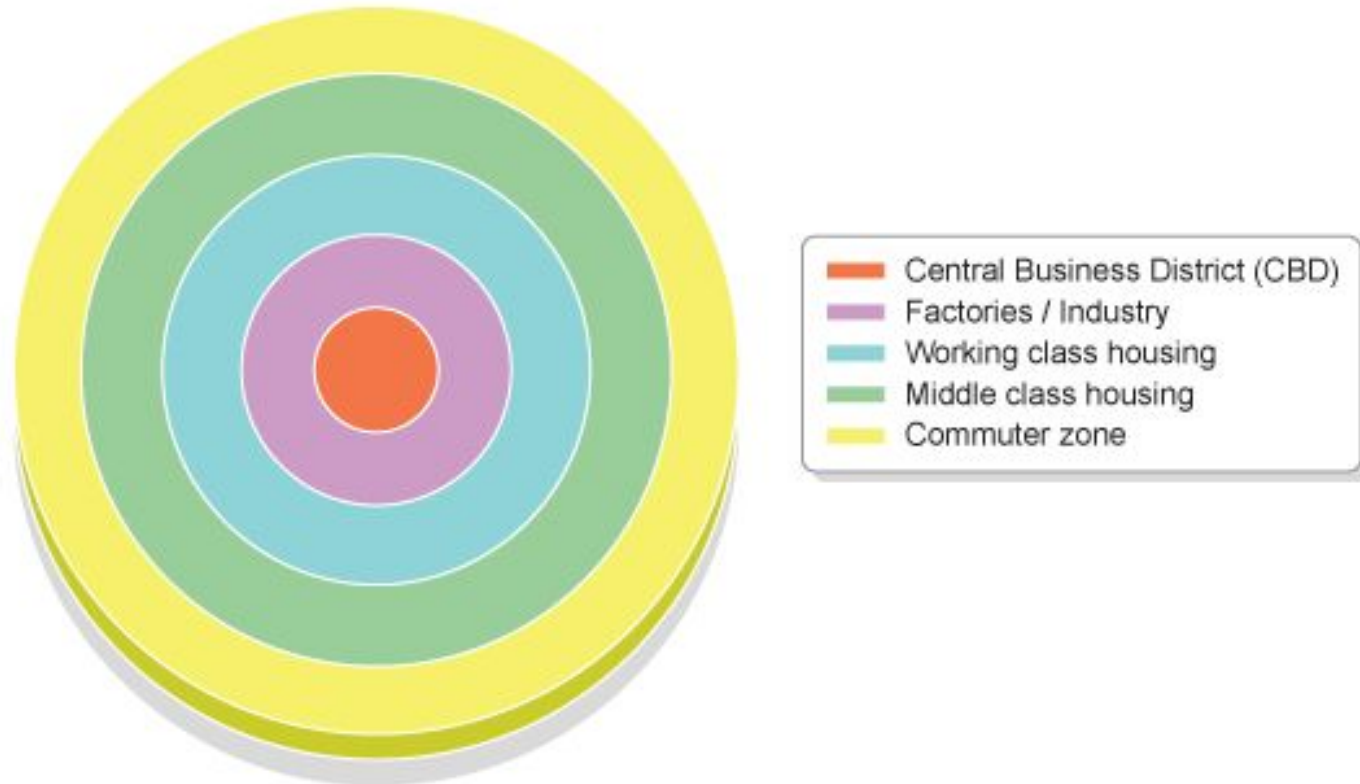 Central Business District (CBD)
Factories / Industry
Working class housing
Middle class housing
Commuter zone